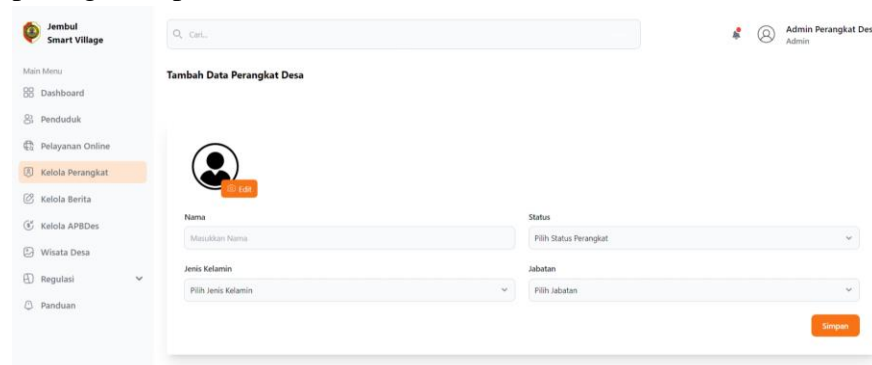 Jembul
Smart Village
Cari...
Admin Perangkat Des
Admin
Main Menu
Dashboard
Penduduk
Pelayanan Online
Kelola Perangkat
Kelola Berita
Kelola APBDes
Wisata Desa
Regulasi
Panduan
Tambah Data Perangkat Desa
Edit
Nama
Masukkan Nama
Status
Pilih Status Perangkat
Jenis Kelamin
Pilih Jenis Kelamin
Jabatan
Pilih Jabatan
Simpan